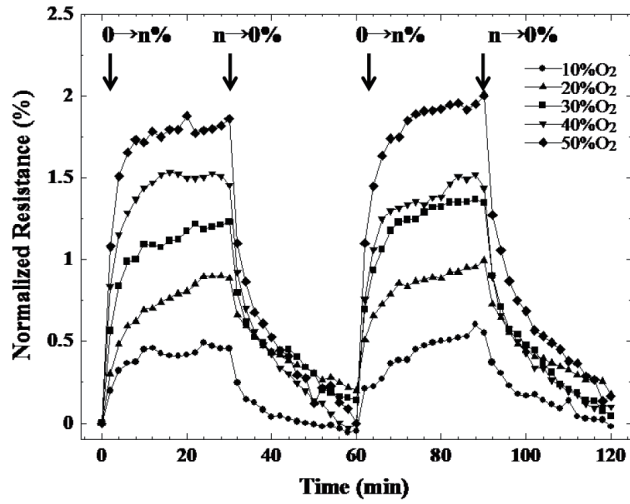 0→n%
n→0%
0→n%
n→0%
10%O₂
20%O₂
30%O₂
40%O₂
50%O₂
Normalized Resistance (%)
2.5
2
1.5
1
0.5
0
0
20
40
60
80
100
120
Time (min)